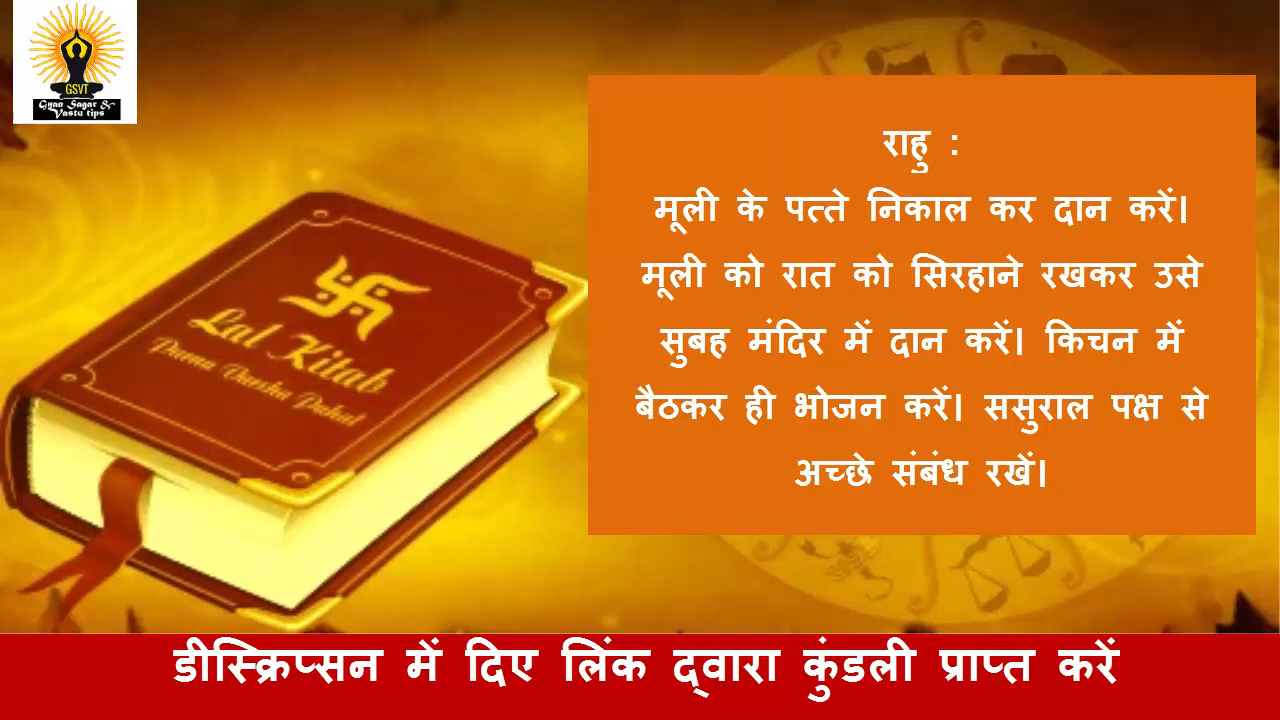 GSVT
Gyan Sagar &
Vastu tips
राहु :
मूली के पत्ते निकाल कर दान करें।
मूली को रात को सिरहाने रखकर उसे
सुबह मंदिर में दान करें। किचन में
बैठकर ही भोजन करें। ससुराल पक्ष से
अच्छे संबंध रखें।
Lal Kitab
डीस्क्रिप्सन में दिए लिंक द्वारा कुंडली प्राप्त करें